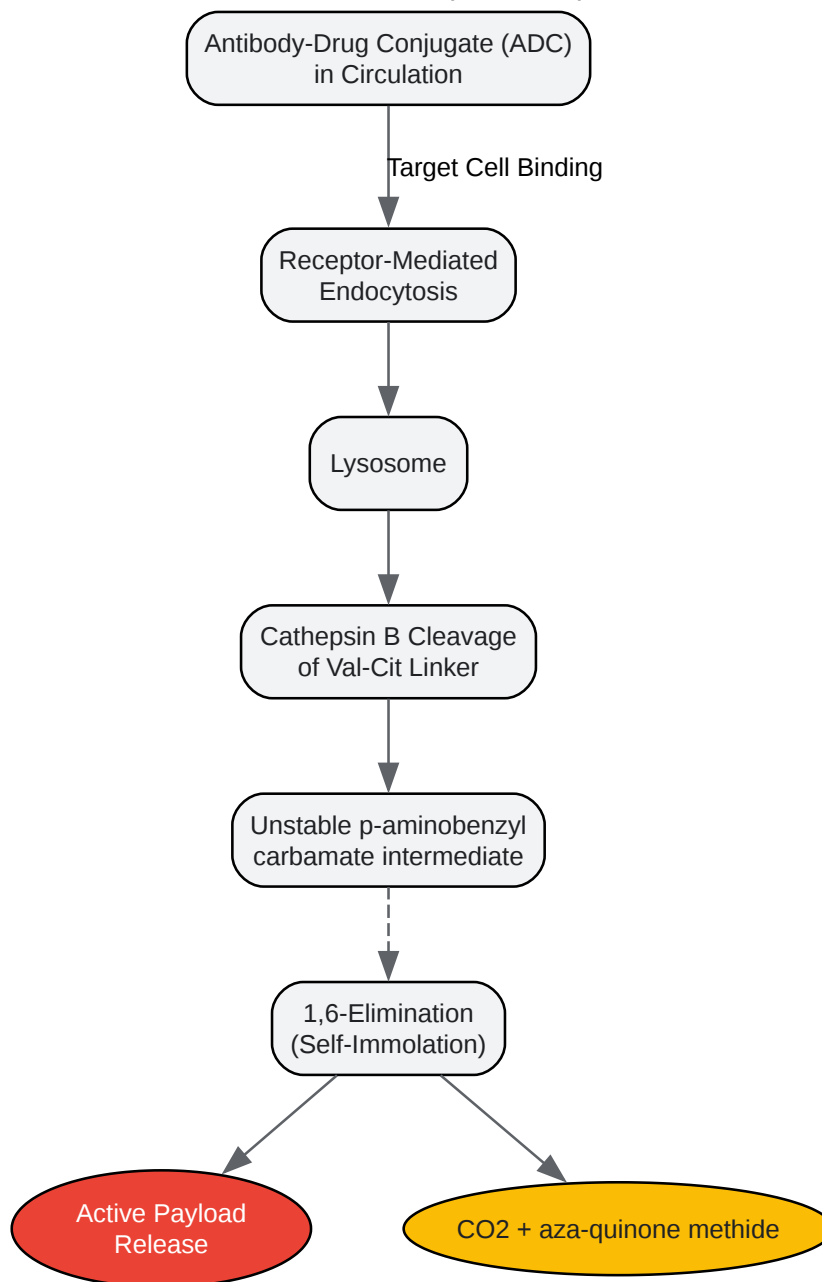 Antibody-Drug Conjugate (ADC)
in Circulation
Target Cell Binding
Receptor-Mediated
Endocytosis
Lysosome
Cathepsin B Cleavage
of Val-Cit Linker
Unstable p-aminobenzyl
carbamate intermediate
1,6-Elimination
(Self-Immolation)
Active Payload
Release
CO2 + aza-quinone methide